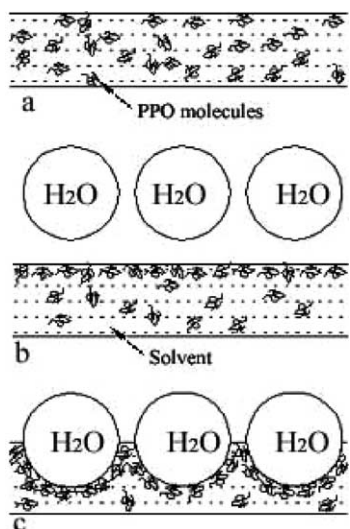 a
PPO molecules
H2O H2O H2O
b
Solvent
H2O H2O H2O
c